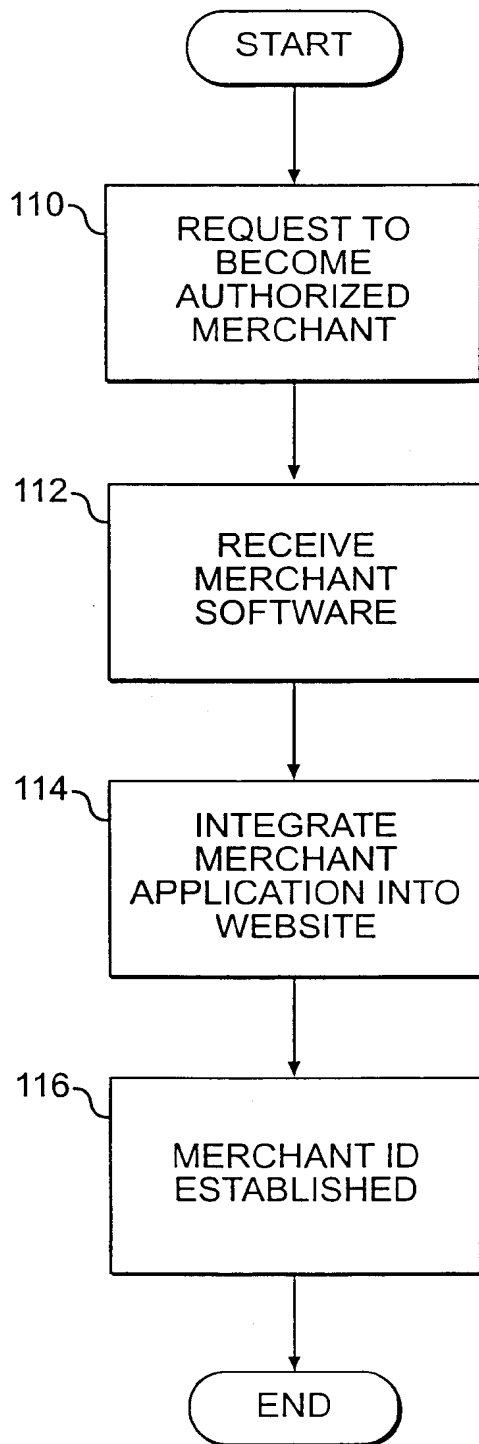 START
110
REQUEST TO
BECOME
AUTHORIZED
MERCHANT
112
RECEIVE
MERCHANT
SOFTWARE
114
INTEGRATE
MERCHANT
APPLICATION INTO
WEBSITE
116
MERCHANT ID
ESTABLISHED
END